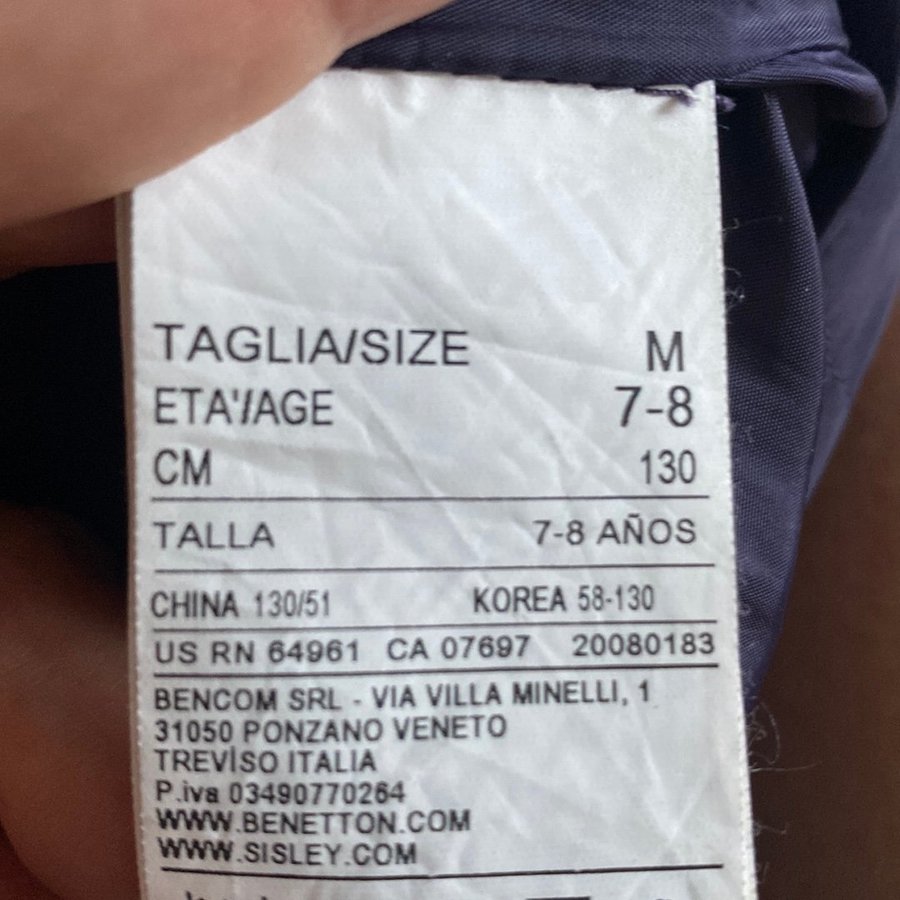 TAGLIA/SIZE M
ETA'/AGE 7-8
CM 130
TALLA 7-8 AÑOS
CHINA 130/51 KOREA 58-130
US RN 64961 CA 07697 20080183
BENCOM SRL - VIA VILLA MINELLI, 1
31050 PONZANO VENETO
TREVISO ITALIA
P.iva 03490770264
WWW.BENETTON.COM
WWW.SISLEY.COM